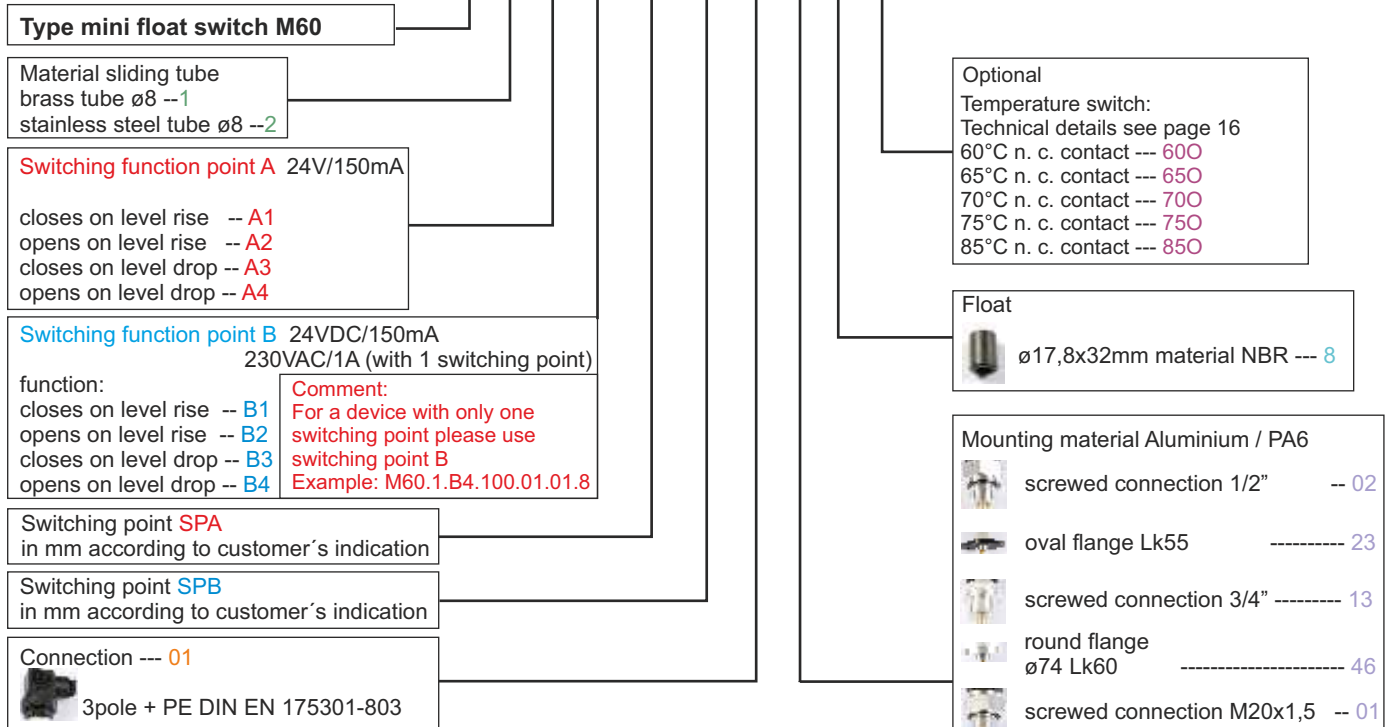 Type mini float switch M60
Material sliding tube
brass tube ø8 --1
stainless steel tube ø8 --2
Switching function point A 24V/150mA
closes on level rise -- A1
opens on level rise -- A2
closes on level drop -- A3
opens on level drop -- A4
Switching function point B 24VDC/150mA
230VAC/1A (with 1 switching point)
function:
closes on level rise -- B1
opens on level rise -- B2
closes on level drop -- B3
opens on level drop -- B4
Comment:
For a device with only one
switching point please use
switching point B
Example: M60.1.B4.100.01.01.8
Switching point SPA
in mm according to customer´s indication
Switching point SPB
in mm according to customer´s indication
Connection --- 01
3pole + PE DIN EN 175301-803
Optional
Temperature switch:
Technical details see page 16
60°C n. c. contact --- 60O
65°C n. c. contact --- 65O
70°C n. c. contact --- 70O
75°C n. c. contact --- 75O
85°C n. c. contact --- 85O
Float
ø17,8x32mm material NBR --- 8
Mounting material Aluminium / PA6
screwed connection 1/2” -- 02
oval flange Lk55 ---------- 23
screwed connection 3/4” --------- 13
round flange
ø74 Lk60 ---------------------- 46
screwed connection M20x1,5 -- 01